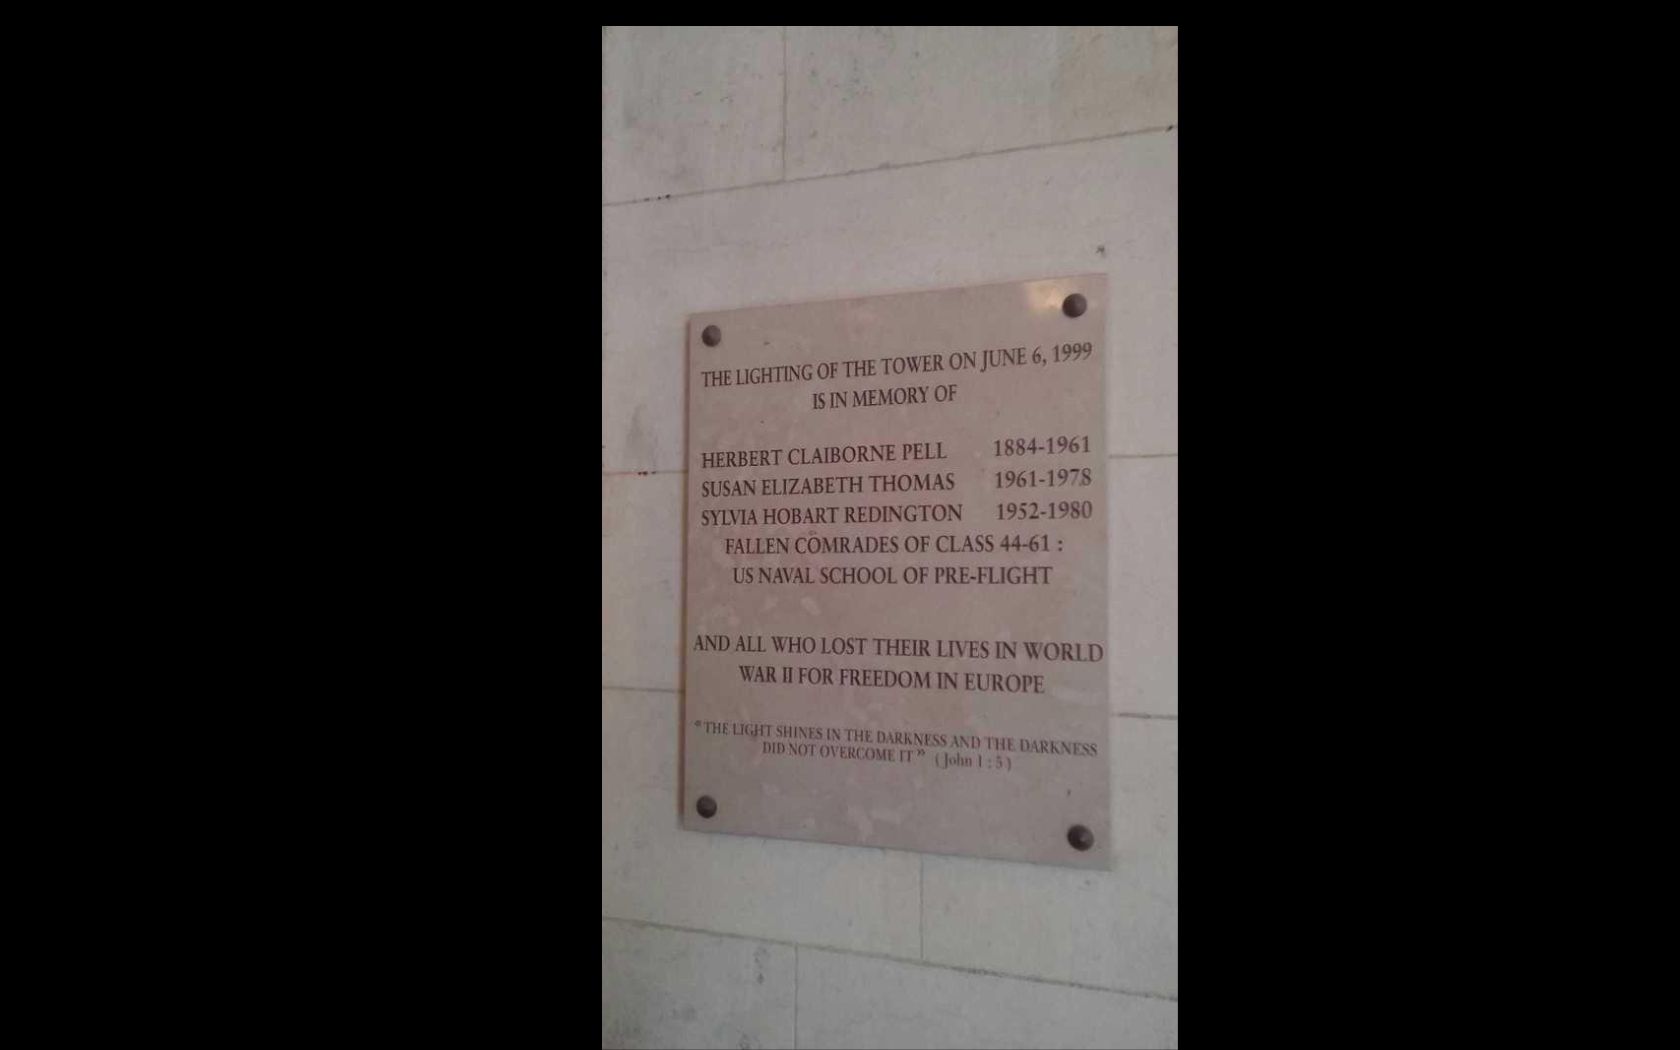 THE LIGHTING OF THE TOWER ON JUNE 6, 1999
IS IN MEMORY OF
HERBERT CLAIBORNE PELL 1884-1961
SUSAN ELIZABETH THOMAS 1961-1978
SYLVIA HOBART REDINGTON 1952-1980
FALLEN COMRADES OF CLASS 44-61 :
US NAVAL SCHOOL OF PRE-FLIGHT
AND ALL WHO LOST THEIR LIVES IN WORLD
WAR II FOR FREEDOM IN EUROPE
“THE LIGHT SHINES IN THE DARKNESS AND THE DARKNESS
DID NOT OVERCOME IT” (John 1 : 5)